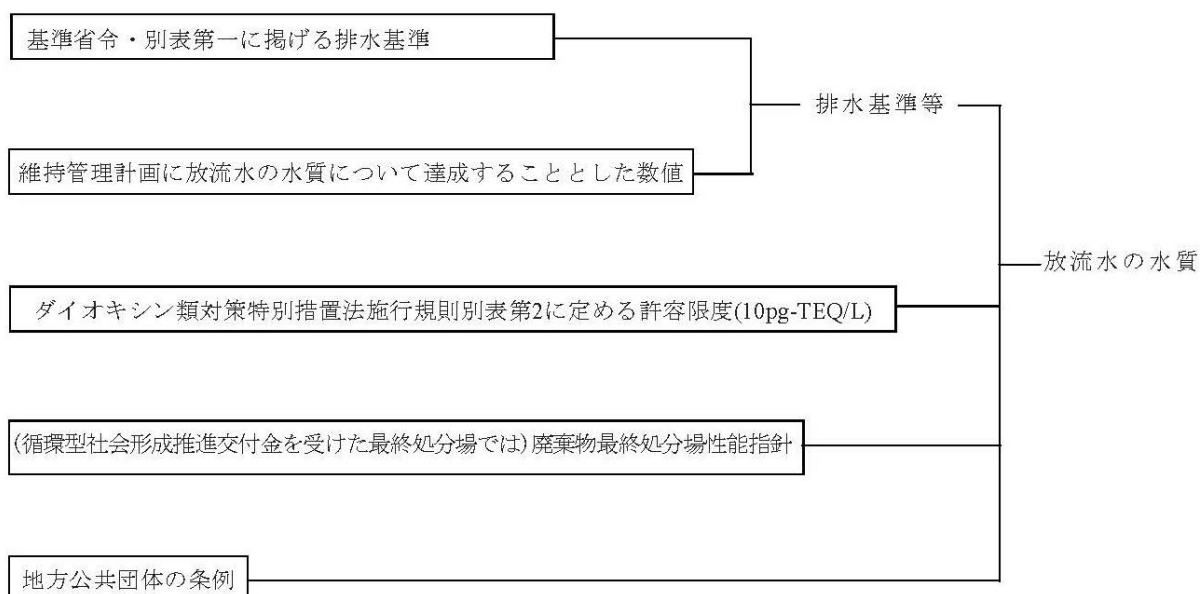 基準省令・別表第一に掲げる排水基準
排水基準等
維持管理計画に放流水の水質について達成することとした数値
放流水の水質
ダイオキシン類対策特別措置法施行規則別表第2に定める許容限度(10pg-TEQ/L)
(循環型社会形成推進交付金を受けた最終処分場では)廃棄物最終処分場性能指針
地方公共団体の条例